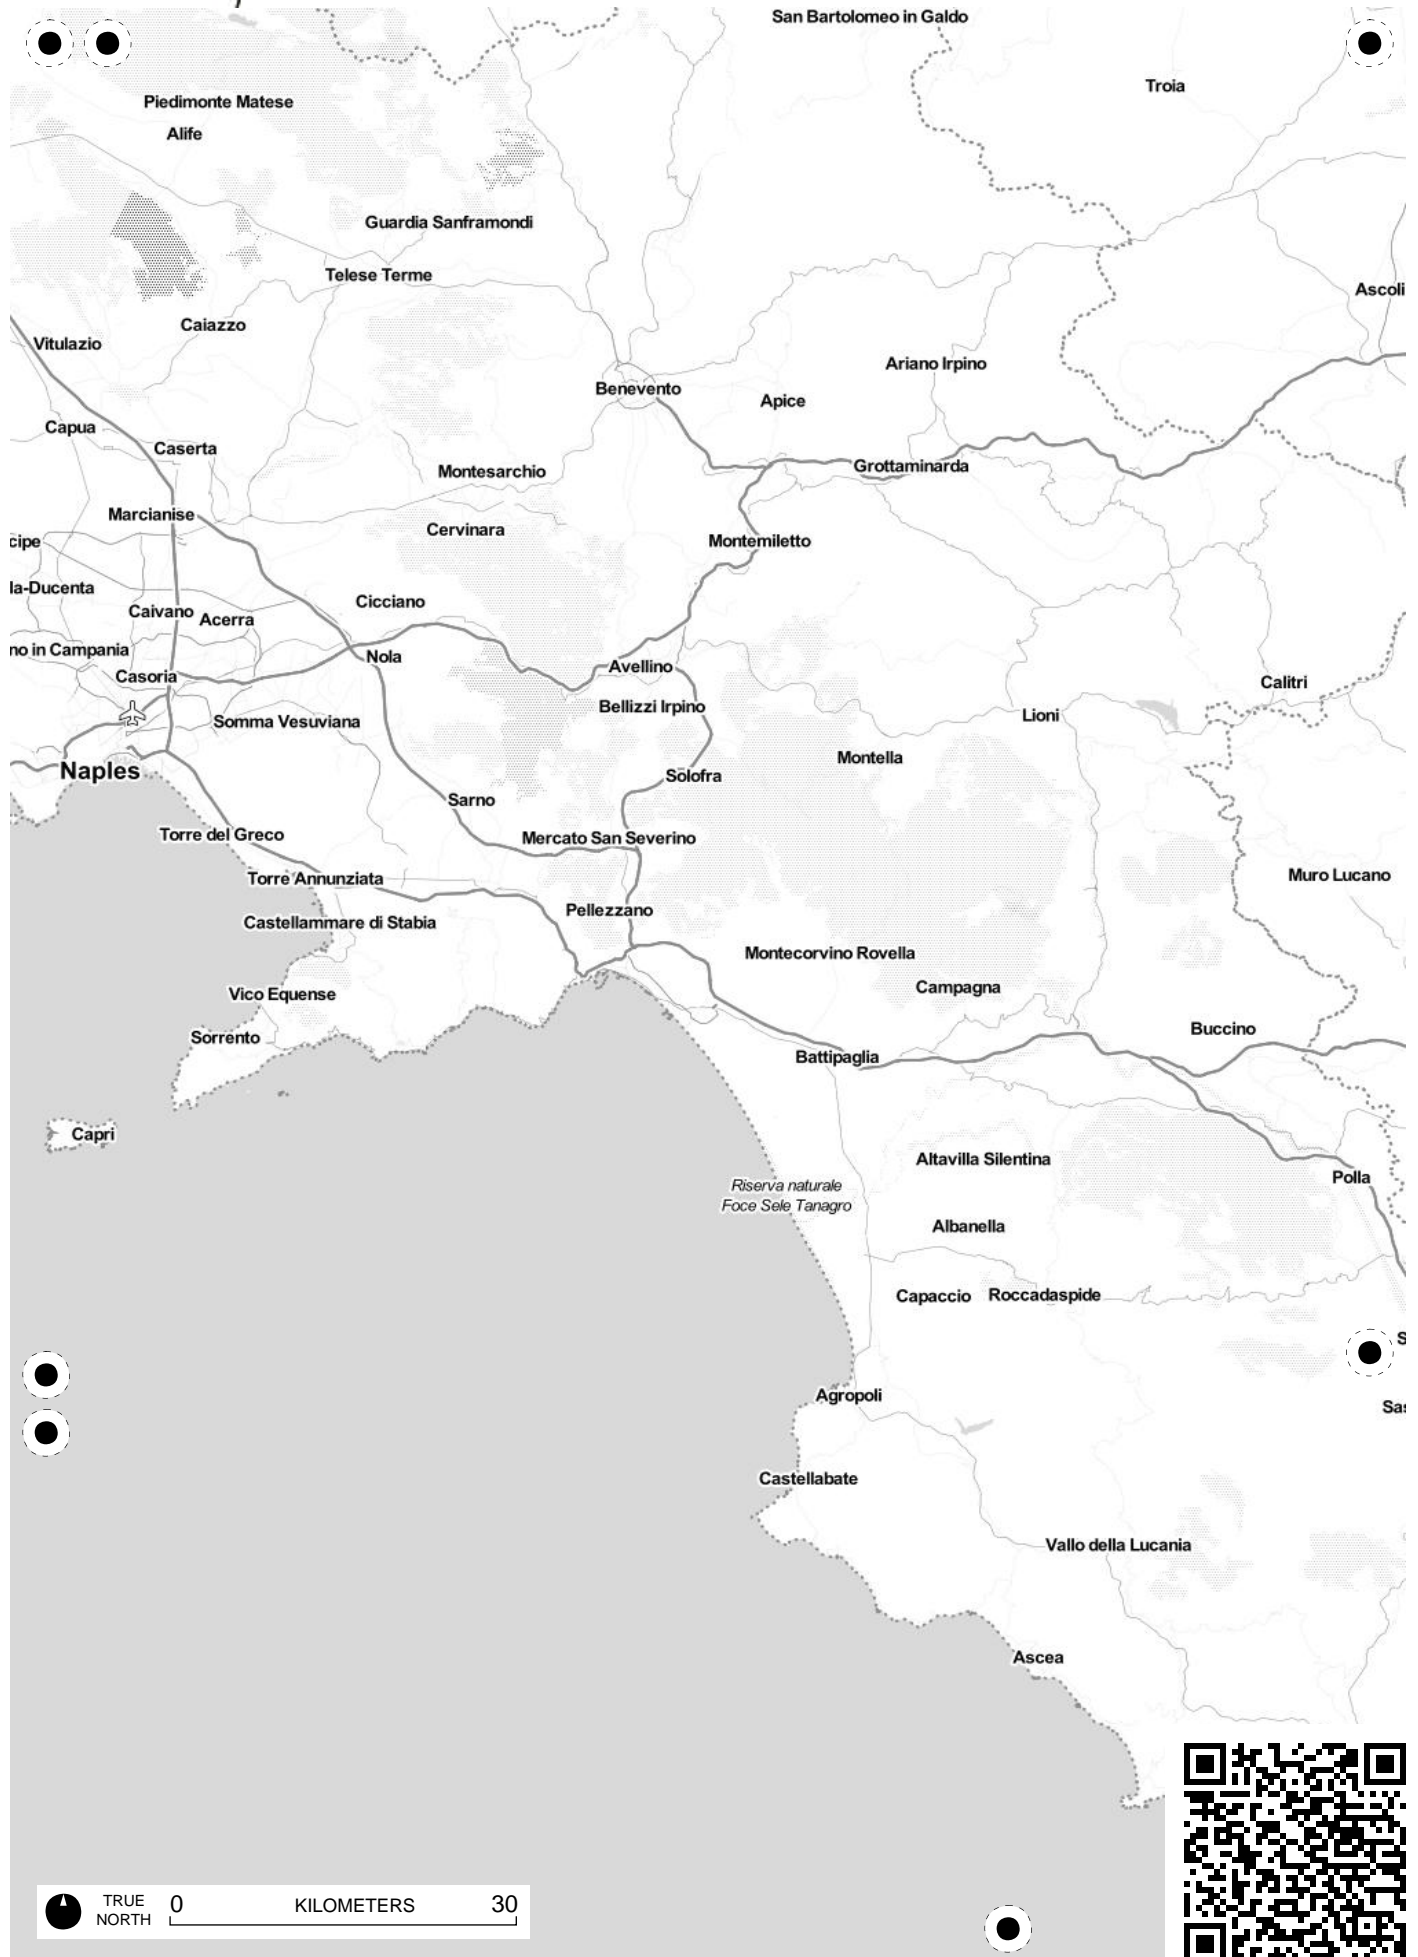 San Bartolomeo in Galdo
Troia
Piedimonte Matese
Alife
Guardia Sanframondi
Telese Terme
Ascoli
Caiazzo
Vitulazio
Ariano Irpino
Benevento
Apice
Capua
Caserta
Grottaminarda
Montesarchio
Marcianise
Cervinara
cipe
Montemiletto
la-Ducenta
Cicciano
Caivano
Acerra
no in Campania
Nola
Avellino
Casoria
Calitri
Bellizzi Irpino
Somma Vesuviana
Lioni
Montella
Naples
Solofra
Sarno
Torre del Greco
Mercato San Severino
Muro Lucano
Torre Annunziata
Pellezzano
Castellammare di Stabia
Montecorvino Rovella
Campagna
Vico Equense
Buccino
Sorrento
Battipaglia
Capri
Altavilla Silentina
Polla
Riserva naturale
Foce Sele Tanagro
Albanella
Capaccio
Roccadaspide
S
Agropoli
Sas
Castellabate
Vallo della Lucania
Ascea
TRUE
NORTH
0 KILOMETERS 30